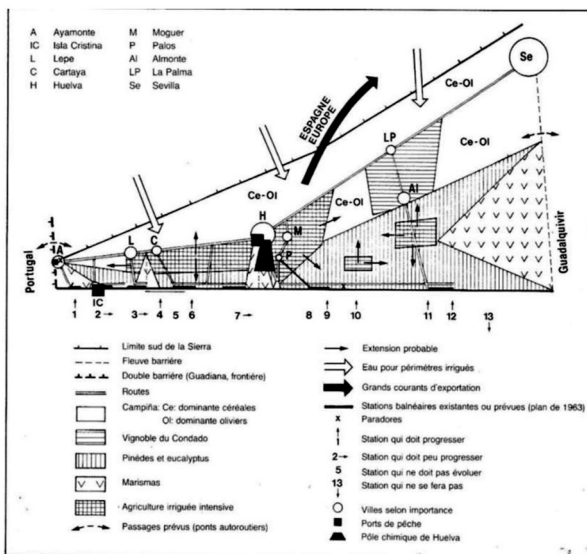 A Ayamonte
IC Isla Cristina
L Lepe
C Cartaya
H Huelva
M Moguer
P Palos
Al Almonte
LP La Palma
Se Sevilla
Se
ESPAGNE
EUROPE
Ce-Ol
LP
Ce-Ol
Ce-Ol
Ce-Ol
Al
H
M
P
L
C
A
IC
Portugal
Guadalquivir
1 2→ 3→ 4 5 6 7→ 8 9 10 11 12 13
Limite sud de la Sierra
Fleuve barrière
Double barrière (Guadiana, frontière)
Routes
Campiña: Ce: dominante céréales
Ol: dominante oliviers
Vignoble du Condado
Pinèdes et eucalyptus
Marismas
Agriculture irriguée intensive
Passages prévus (ponts autoroutiers)
Extension probable
Eau pour périmètres irrigués
Grands courants d'exportation
Stations balnéaires existantes ou prévues (plan de 1963)
x Paradores
1 Station qui doit progresser
2→ Station qui doit peu progresser
5 Station qui ne doit pas évoluer
13 Station qui ne se fera pas
Villes selon importance
Ports de pêche
Pôle chimique de Huelva